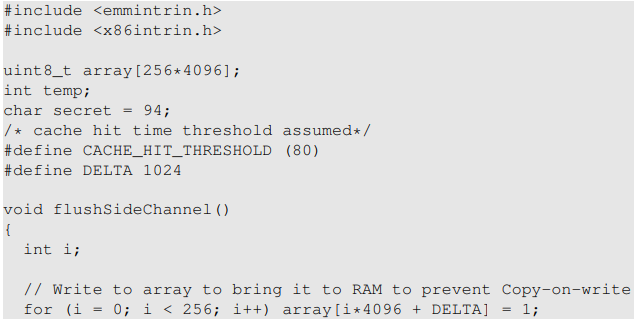 #include <emmintrin.h>
#include <x86intrin.h>

uint8_t array[256*4096];
int temp;
char secret = 94;
/* cache hit time threshold assumed*/
#define CACHE_HIT_THRESHOLD (80)
#define DELTA 1024

void flushSideChannel()
{
  int i;

  // Write to array to bring it to RAM to prevent Copy-on-write
  for (i = 0; i < 256; i++) array[i*4096 + DELTA] = 1;